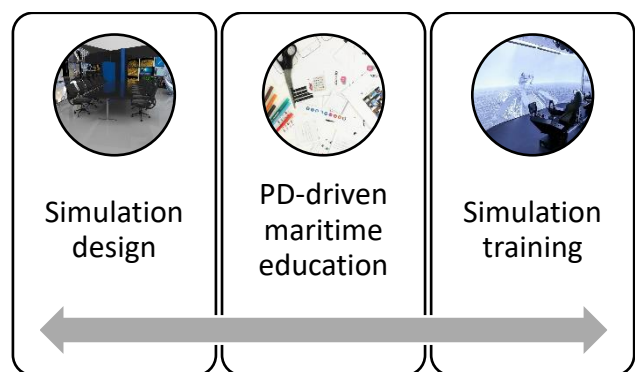 Simulation
design
PD-driven
maritime
education
Simulation
training